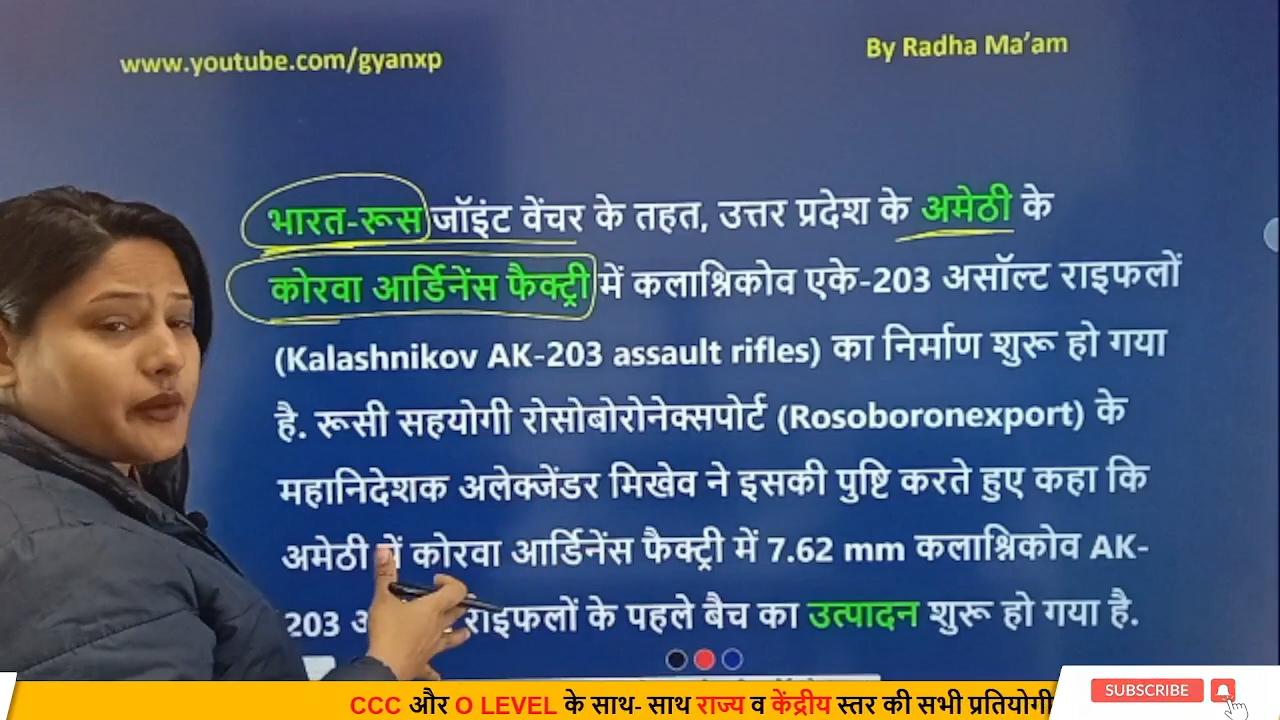 www.youtube.com/gyanxp
By Radha Ma'am
भारत-रूस जॉइंट वेंचर के तहत, उत्तर प्रदेश के अमेठी के
कोरवा आर्डिनेंस फैक्ट्री में कलाश्निकोव एके-203 असॉल्ट राइफलों
(Kalashnikov AK-203 assault rifles) का निर्माण शुरू हो गया
है. रूसी सहयोगी रोसोबोरोनेक्सपोर्ट (Rosoboronexport) के
महानिदेशक अलेक्जेंडर मिखेव ने इसकी पुष्टि करते हुए कहा कि
अमेठी में कोरवा आर्डिनेंस फैक्ट्री में 7.62 mm कलाश्निकोव AK-
203 राइफलों के पहले बैच का उत्पादन शुरू हो गया है.
CCC और O LEVEL के साथ- साथ राज्य व केंद्रीय स्तर की सभी प्रतियोगी
SUBSCRIBE